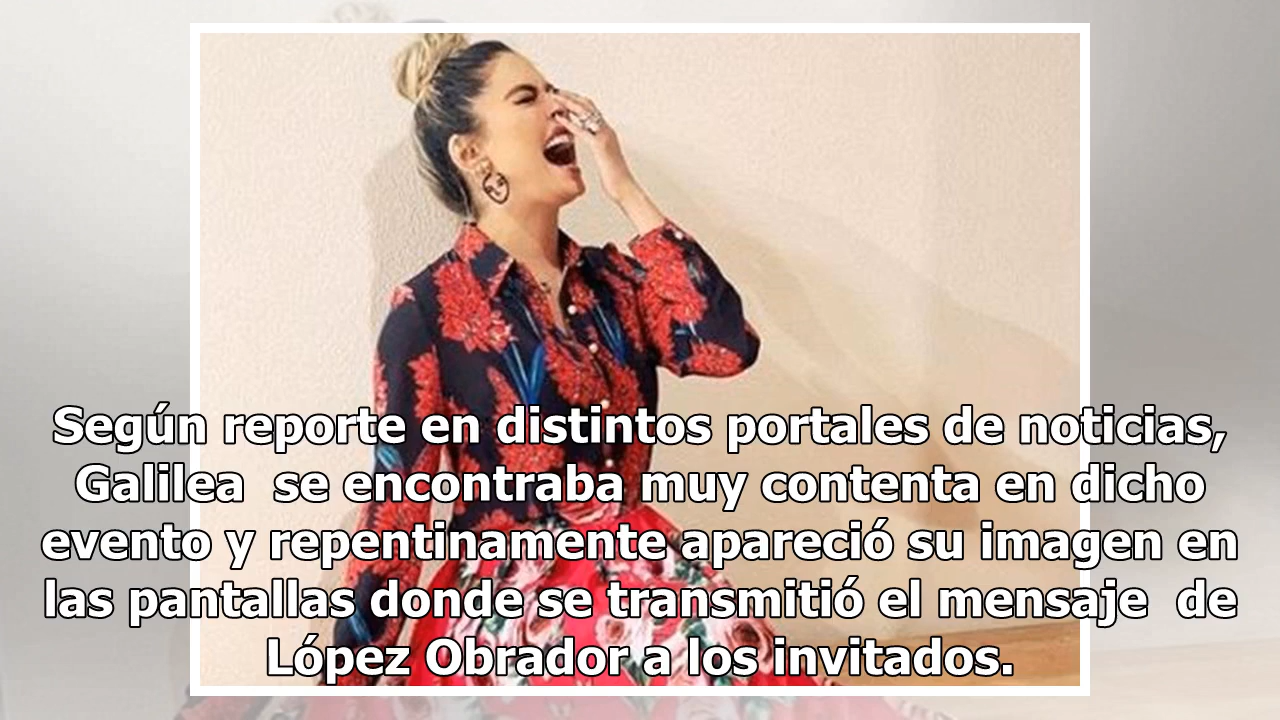 Según reporte en distintos portales de noticias,
Galilea  se encontraba muy contenta en dicho
evento y repentinamente apareció su imagen en
las pantallas donde se transmitió el mensaje  de
López Obrador a los invitados.